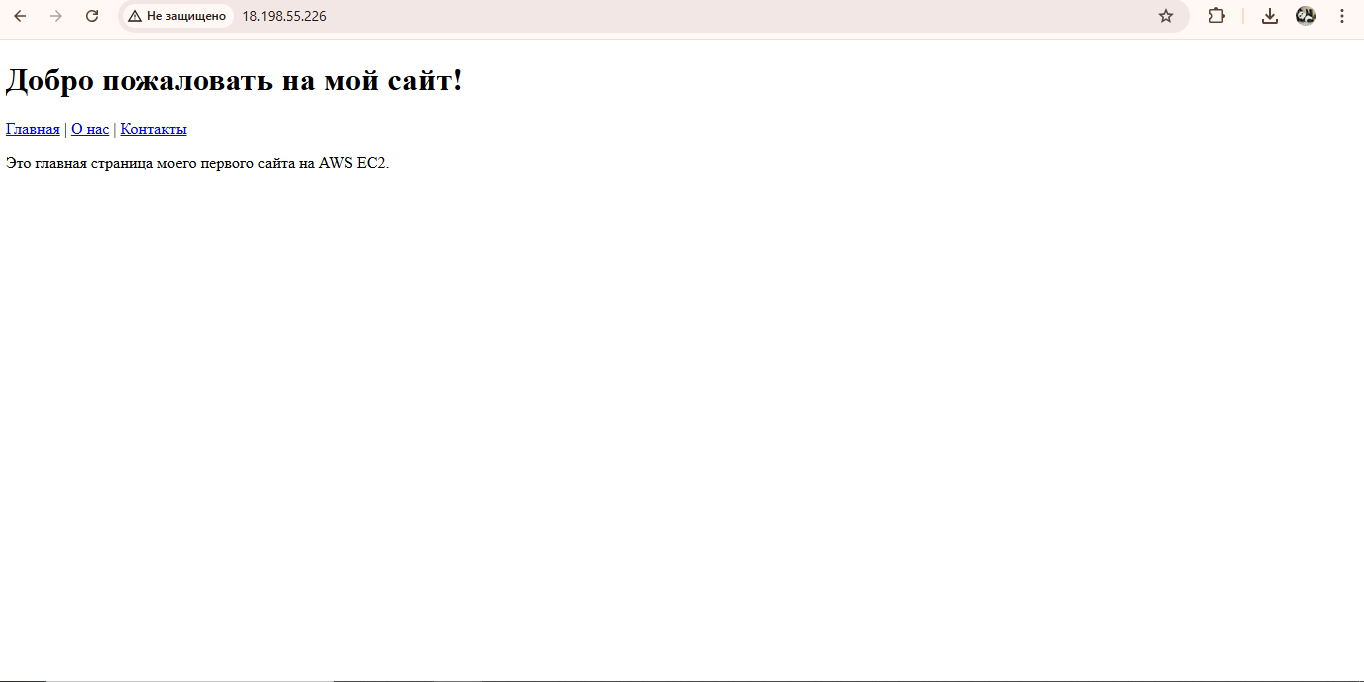 Не защищено 18.198.55.226
Добро пожаловать на мой сайт!
Главная | О нас | Контакты
Это главная страница моего первого сайта на AWS EC2.